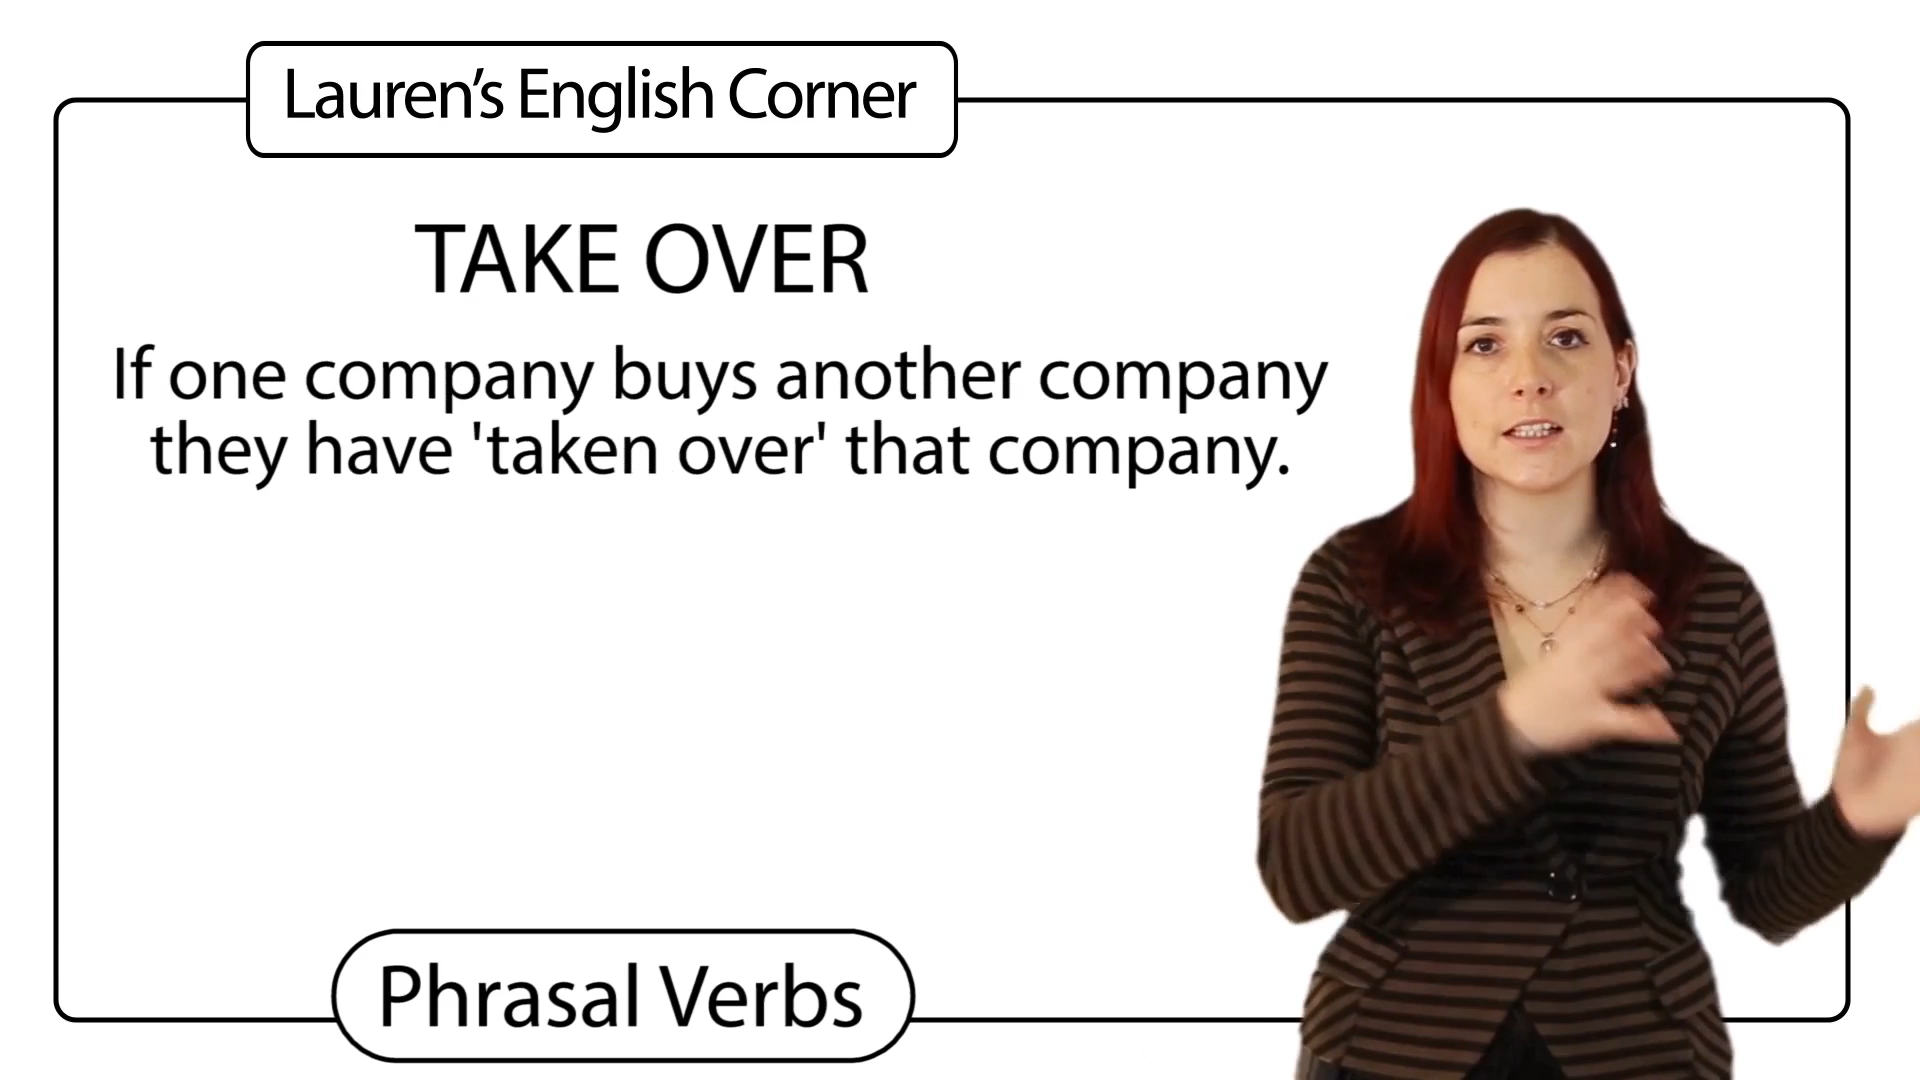 Lauren’s English Corner
TAKE OVER
If one company buys another company
they have 'taken over' that company.
Phrasal Verbs